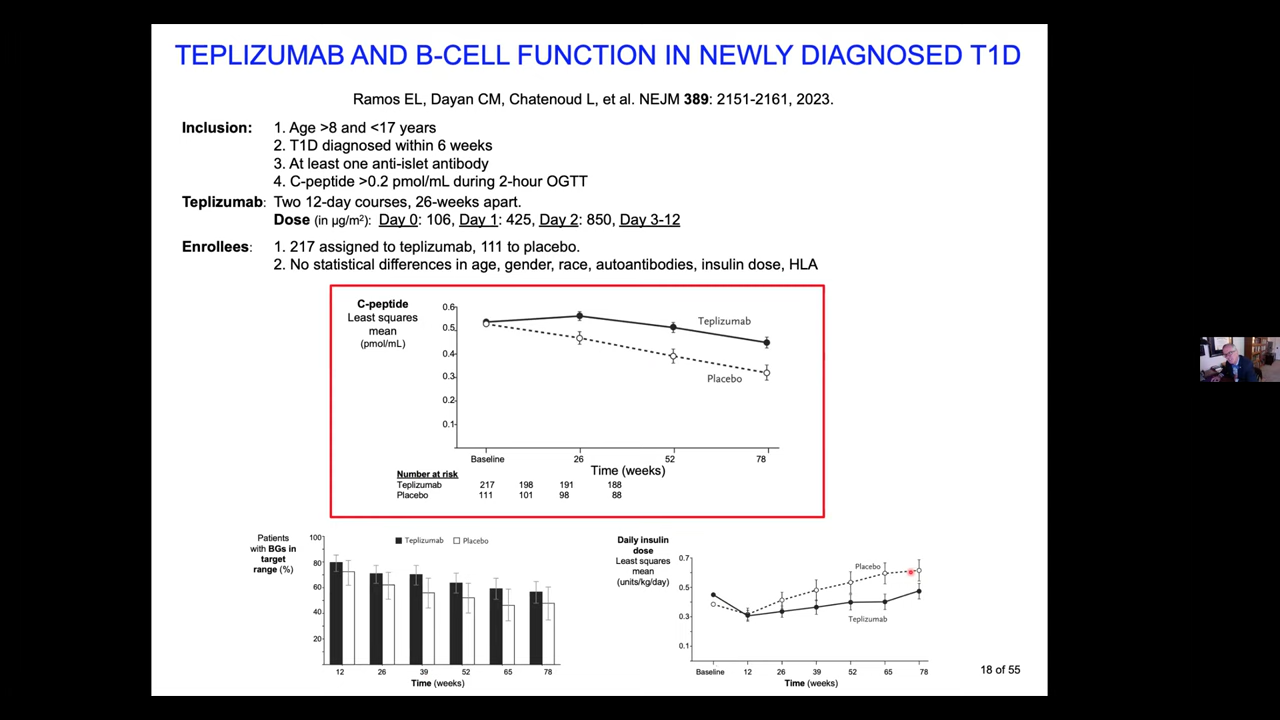 TEPLIZUMAB AND B-CELL FUNCTION IN NEWLY DIAGNOSED T1D
Ramos EL, Dayan CM, Chatenoud L, et al. NEJM 389: 2151-2161, 2023.
Inclusion: 1. Age >8 and <17 years
2. T1D diagnosed within 6 weeks
3. At least one anti-islet antibody
4. C-peptide >0.2 pmol/mL during 2-hour OGTT
Teplizumab: Two 12-day courses, 26-weeks apart.
Dose (in µg/m²): Day 0: 106, Day 1: 425, Day 2: 850, Day 3-12
Enrollees: 1. 217 assigned to teplizumab, 111 to placebo.
2. No statistical differences in age, gender, race, autoantibodies, insulin dose, HLA
C-peptide
Least squares
mean
(pmol/mL)
0.6
0.5
0.4
0.3
0.2
0.1
Teplizumab
Placebo
Baseline 26 52 78
Time (weeks)
Number at risk
Teplizumab 217 198 191 188
Placebo 111 101 98 88
Patients
with BGs in
target
range (%)
100
80
60
40
20
Teplizumab Placebo
12 26 39 52 65 78
Time (weeks)
Daily insulin
dose
Least squares
mean
(units/kg/day)
0.7
0.5
0.3
0.1
Placebo
Teplizumab
Baseline 12 26 39 52 65 78
Time (weeks)
18 of 55